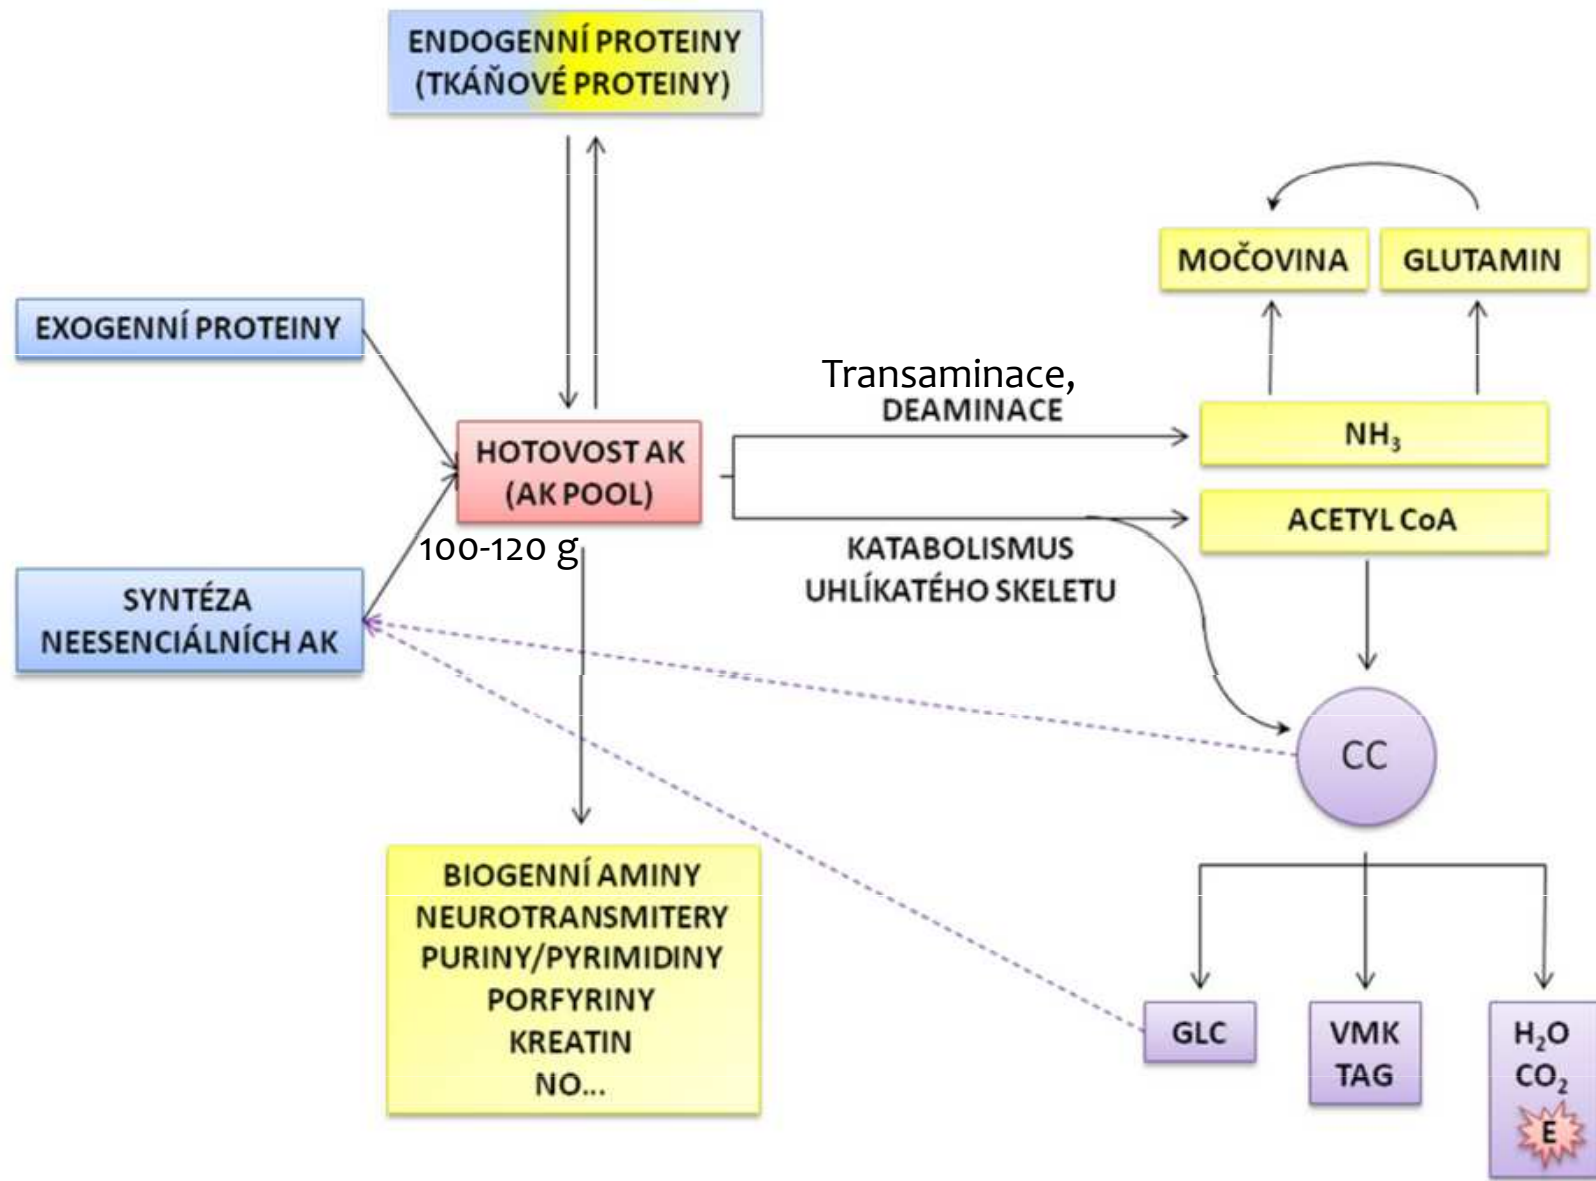 ENDOGENNÍ PROTEINY
(TKÁŇOVÉ PROTEINY)
MOČOVINA
GLUTAMIN
EXOGENNÍ PROTEINY
Transaminace,
DEAMINACE
NH₃
HOTOVOST AK
(AK POOL)
100-120 g
ACETYL CoA
KATABOLISMUS
UHLÍKATÉHO SKELETU
SYNTÉZA
NEESENCIÁLNÍCH AK
CC
BIOGENNÍ AMINY
NEUROTRANSMITERY
PURINY/PYRIMIDINY
PORFYRINY
KREATIN
NO...
GLC
VMK
TAG
H₂O
CO₂
E